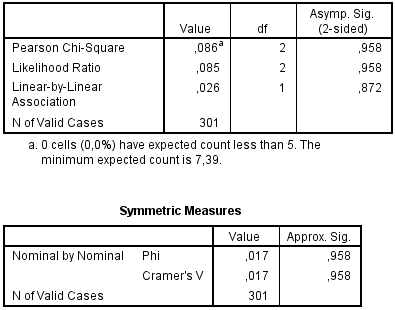 Value df Asymp. Sig. (2-sided)
Pearson Chi-Square ,086a 2 ,958
Likelihood Ratio ,085 2 ,958
Linear-by-Linear Association ,026 1 ,872
N of Valid Cases 301
a. 0 cells (0,0%) have expected count less than 5. The
minimum expected count is 7,39.
Symmetric Measures
Value Approx. Sig.
Nominal by Nominal Phi ,017 ,958
Cramer's V ,017 ,958
N of Valid Cases 301